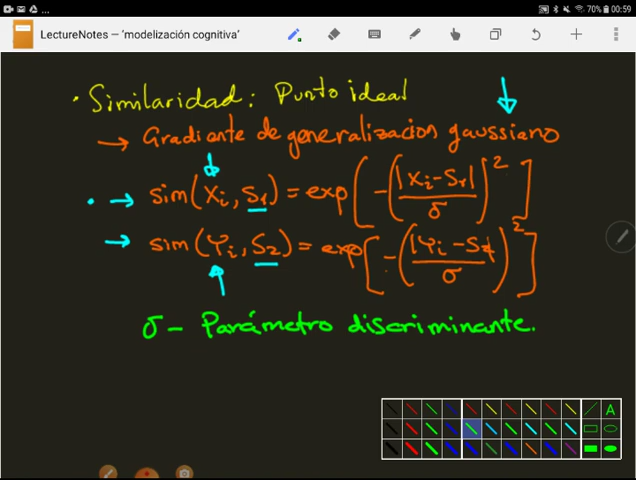 70% 00:59
LectureNotes – ‘modelización cognitiva’
· Similaridad: Punto ideal
→ Gradiante de generalizacion gaussiano
· → sim(Xi, S1) = exp[-(|Xi-S1|/σ)²]
→ sim(Yi, S2) = exp[-(|Yi-S2|/σ)²]
σ - Parámetro discriminante.
A